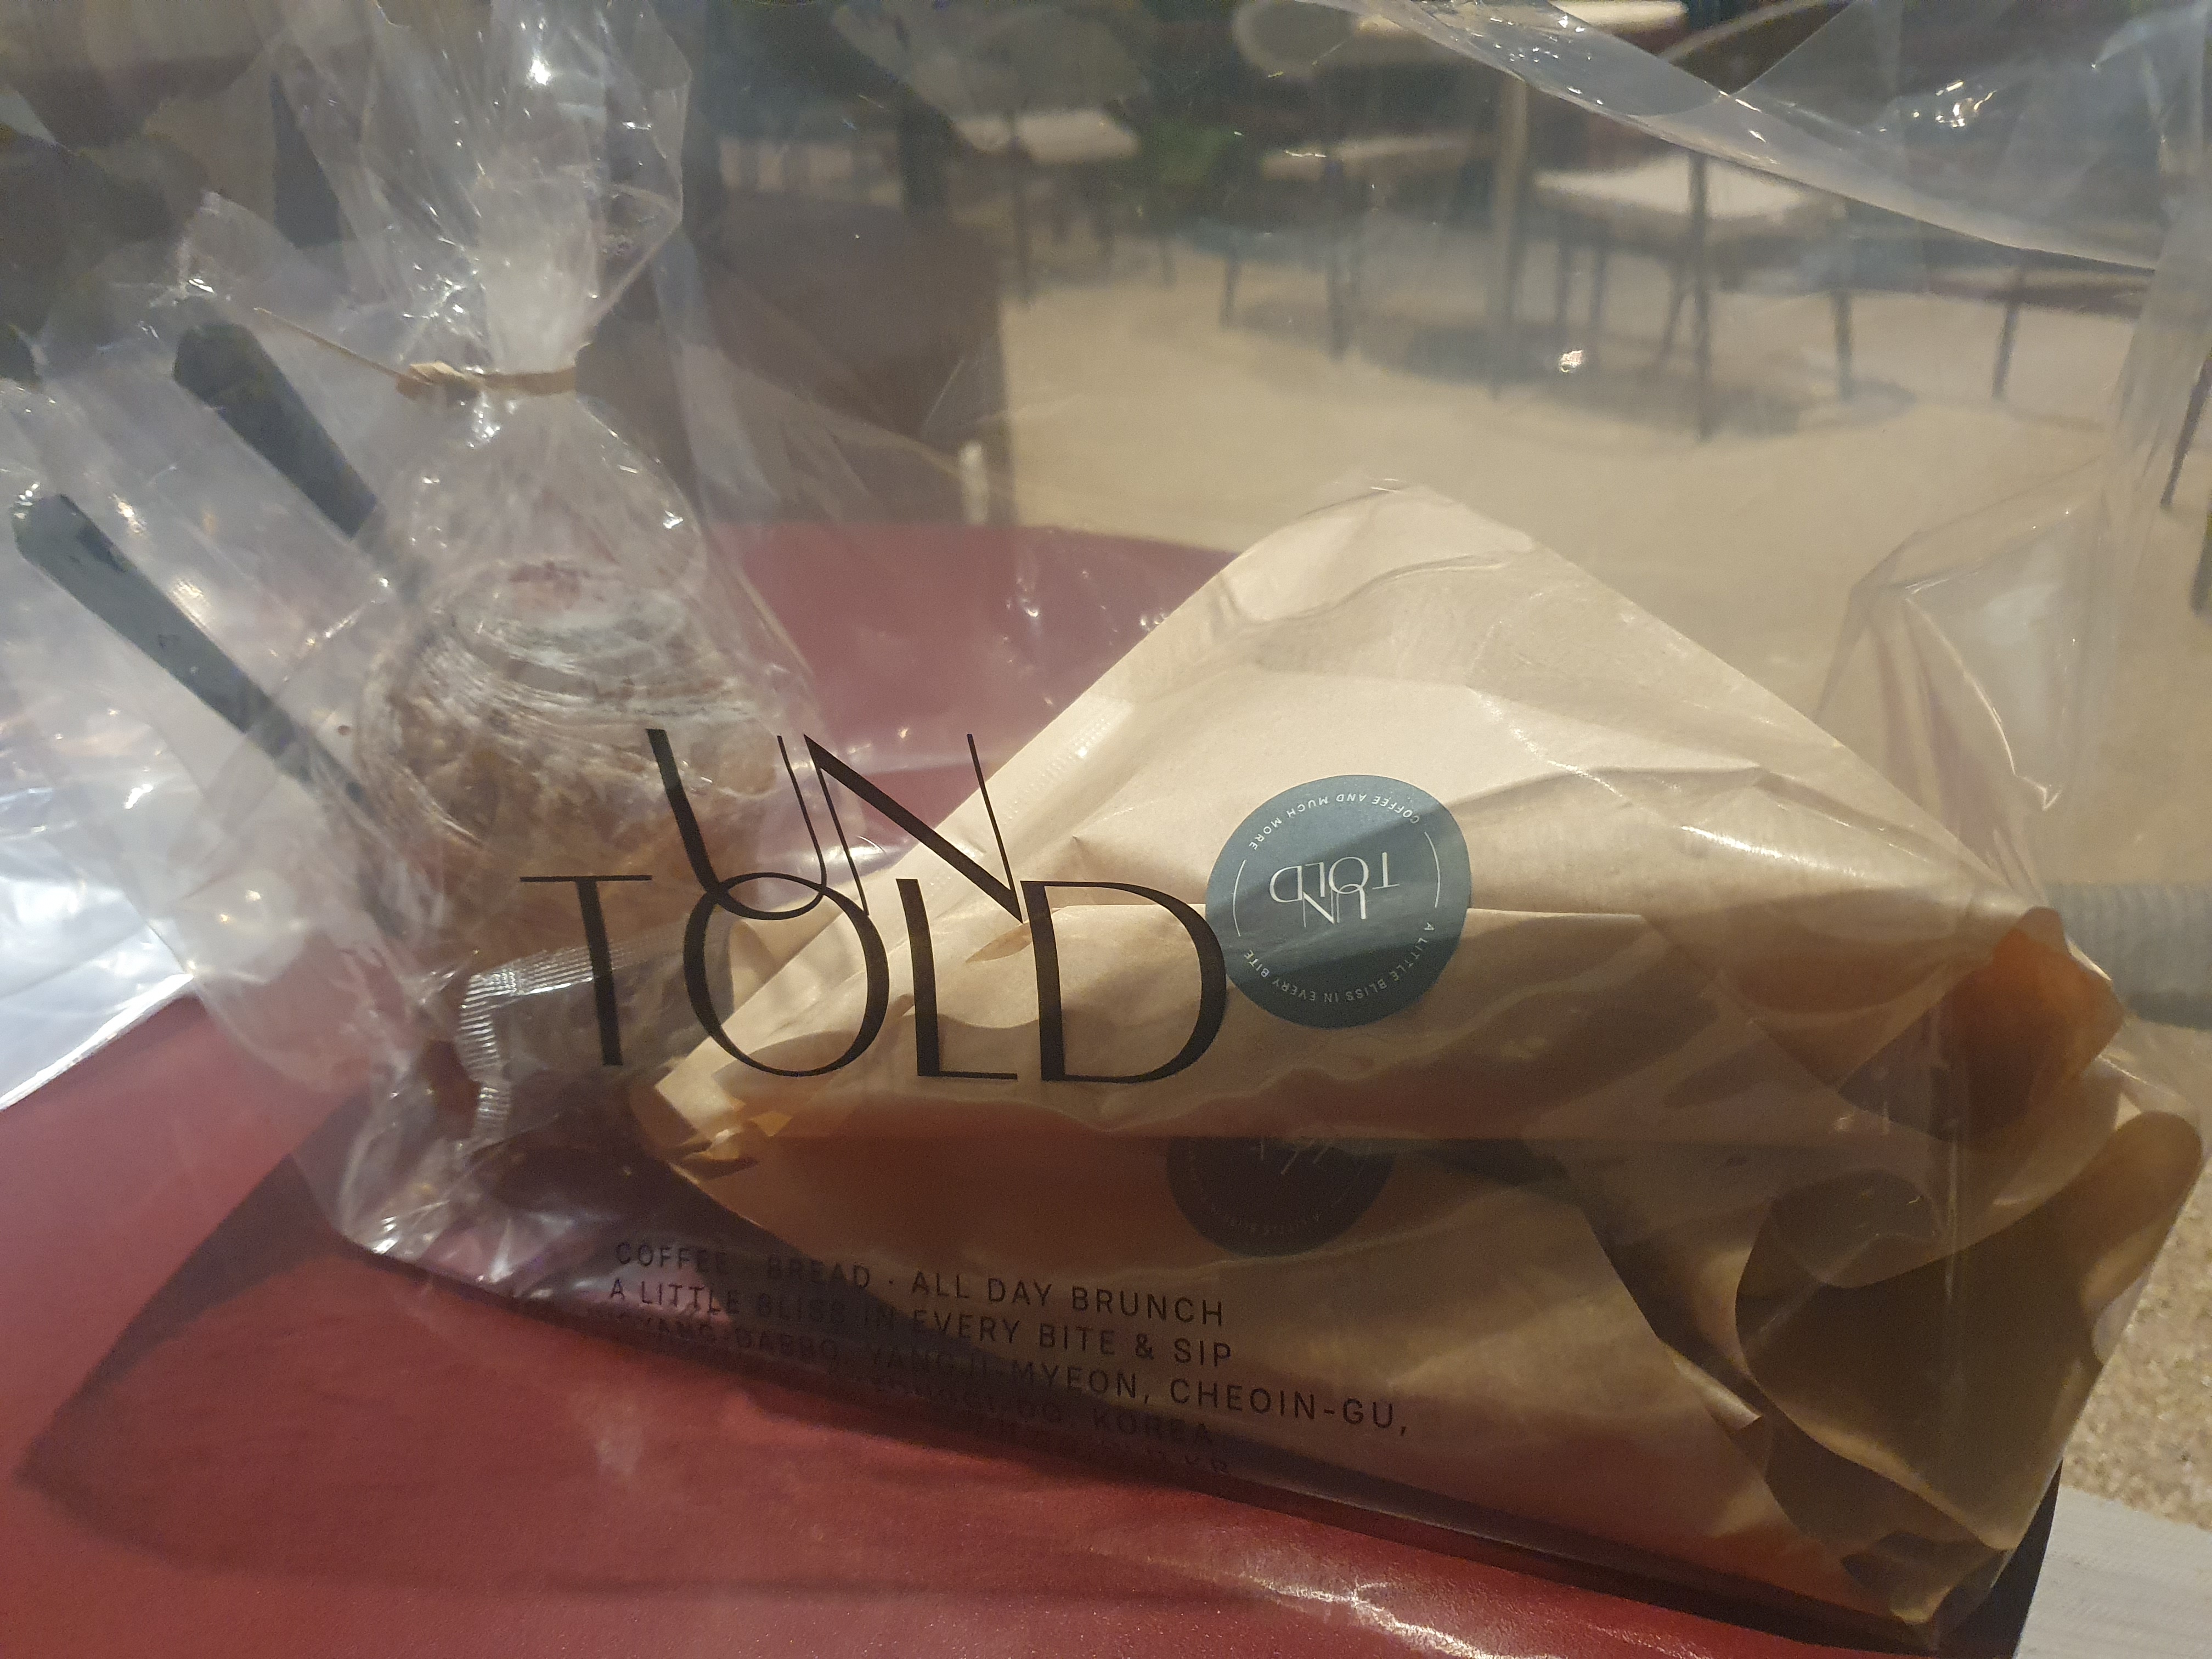 UN
TOLD
COFFEE AND MUCH MORE
UN
TOLD
A LITTLE BLISS IN EVERY BITE
COFFEE · BREAD · ALL DAY BRUNCH
A LITTLE BLISS IN EVERY BITE & SIP
YANGJI-MYEON, CHEOIN-GU,
KOREA